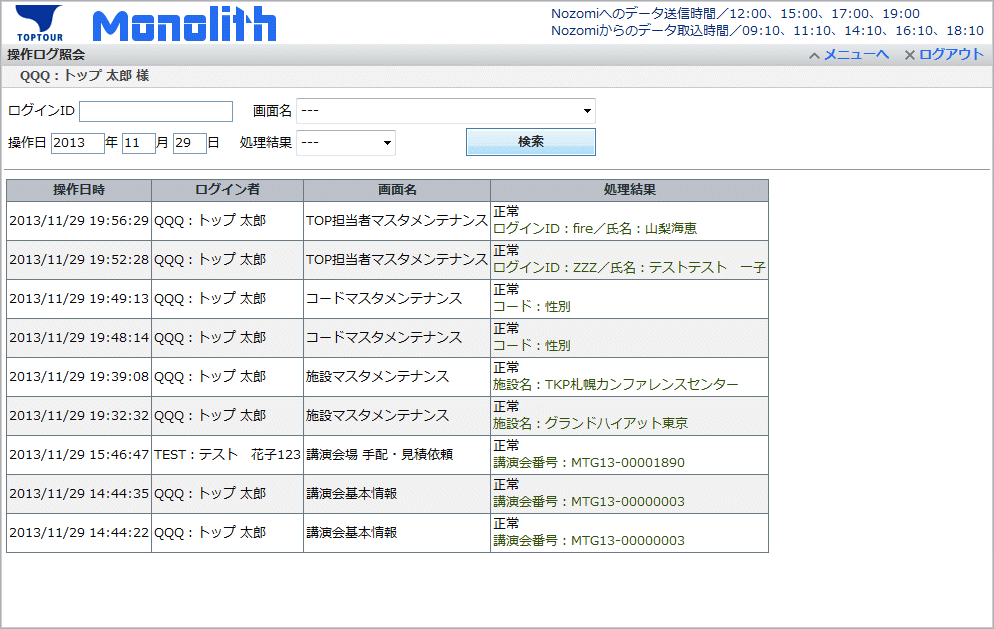 TOPTOUR
Monolith
Nozomiへのデータ送信時間／12:00、15:00、17:00、19:00
Nozomiからのデータ取込時間／09:10、11:10、14:10、16:10、18:10
操作ログ照会
メニューへ ログアウト
QQQ：トップ 太郎 様
ログインID 画面名 ---
操作日 2013 年 11 月 29 日 処理結果 --- 検索
操作日時 ログイン者 画面名 処理結果
2013/11/29 19:56:29 QQQ：トップ 太郎 TOP担当者マスタメンテナンス 正常
ログインID：fire／氏名：山梨海恵
2013/11/29 19:52:28 QQQ：トップ 太郎 TOP担当者マスタメンテナンス 正常
ログインID：ZZZ／氏名：テストテスト　一子
2013/11/29 19:49:13 QQQ：トップ 太郎 コードマスタメンテナンス 正常
コード：性別
2013/11/29 19:48:14 QQQ：トップ 太郎 コードマスタメンテナンス 正常
コード：性別
2013/11/29 19:39:08 QQQ：トップ 太郎 施設マスタメンテナンス 正常
施設名：TKP札幌カンファレンスセンター
2013/11/29 19:32:32 QQQ：トップ 太郎 施設マスタメンテナンス 正常
施設名：グランドハイアット東京
2013/11/29 15:46:47 TEST：テスト　花子123 講演会場 手配・見積依頼 正常
講演会番号：MTG13-00001890
2013/11/29 14:44:35 QQQ：トップ 太郎 講演会基本情報 正常
講演会番号：MTG13-00000003
2013/11/29 14:44:22 QQQ：トップ 太郎 講演会基本情報 正常
講演会番号：MTG13-00000003